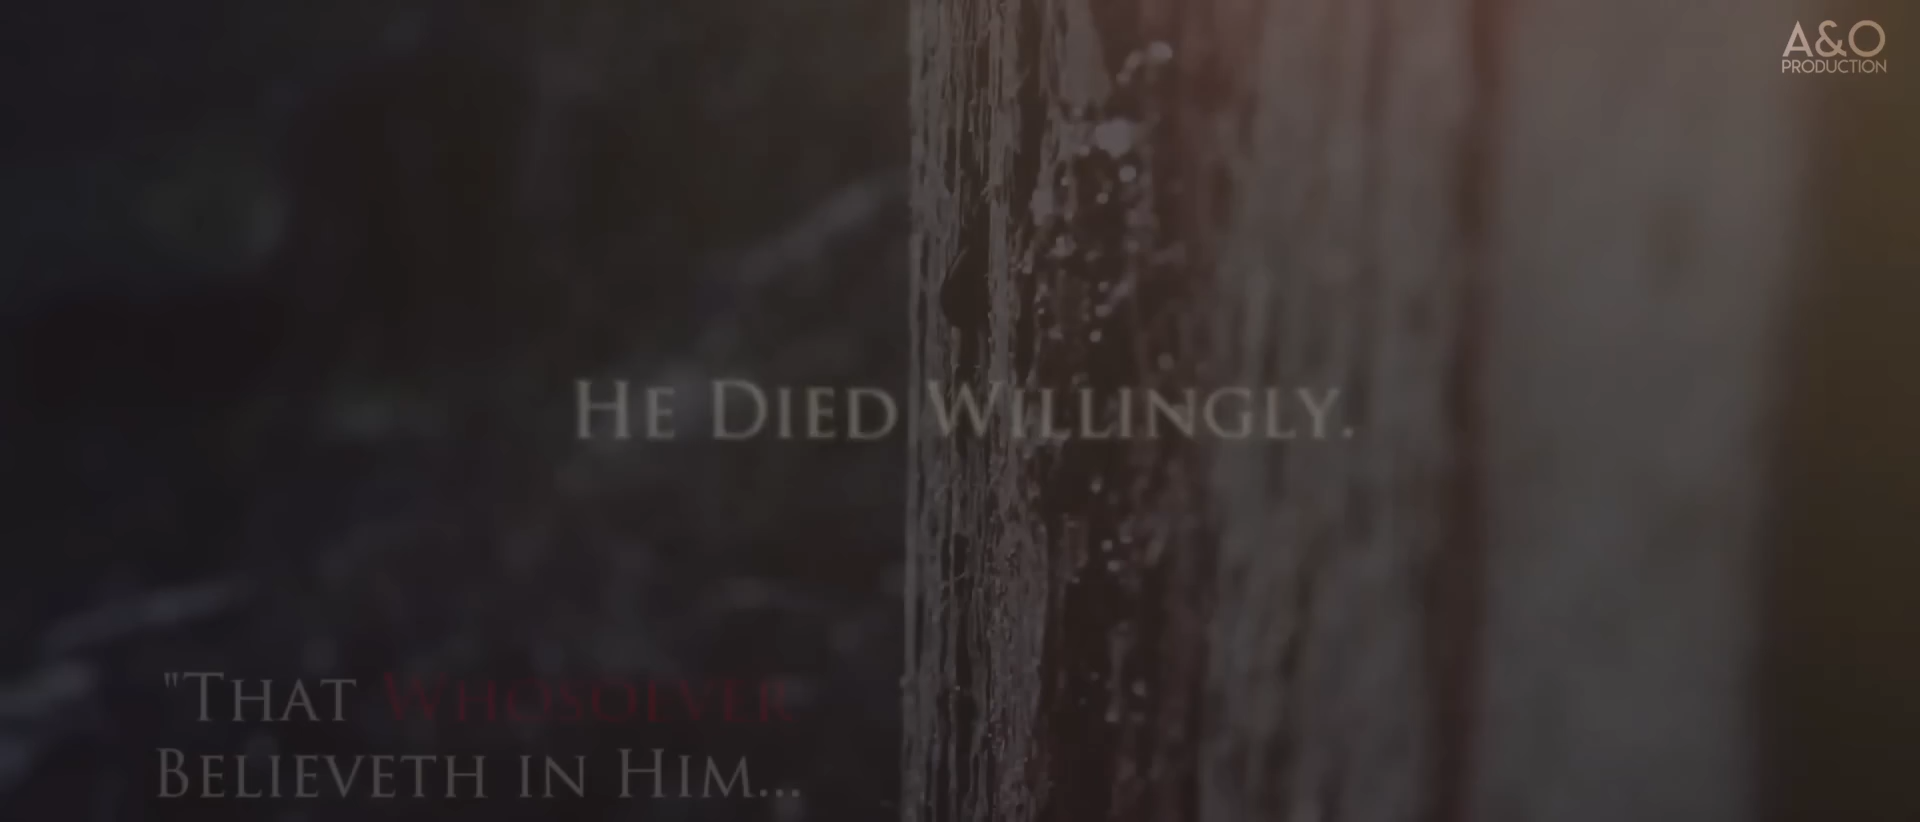 A&O
PRODUCTION
HE DIED WILLINGLY.
"THAT WHOSOEVER
BELIEVETH IN HIM...